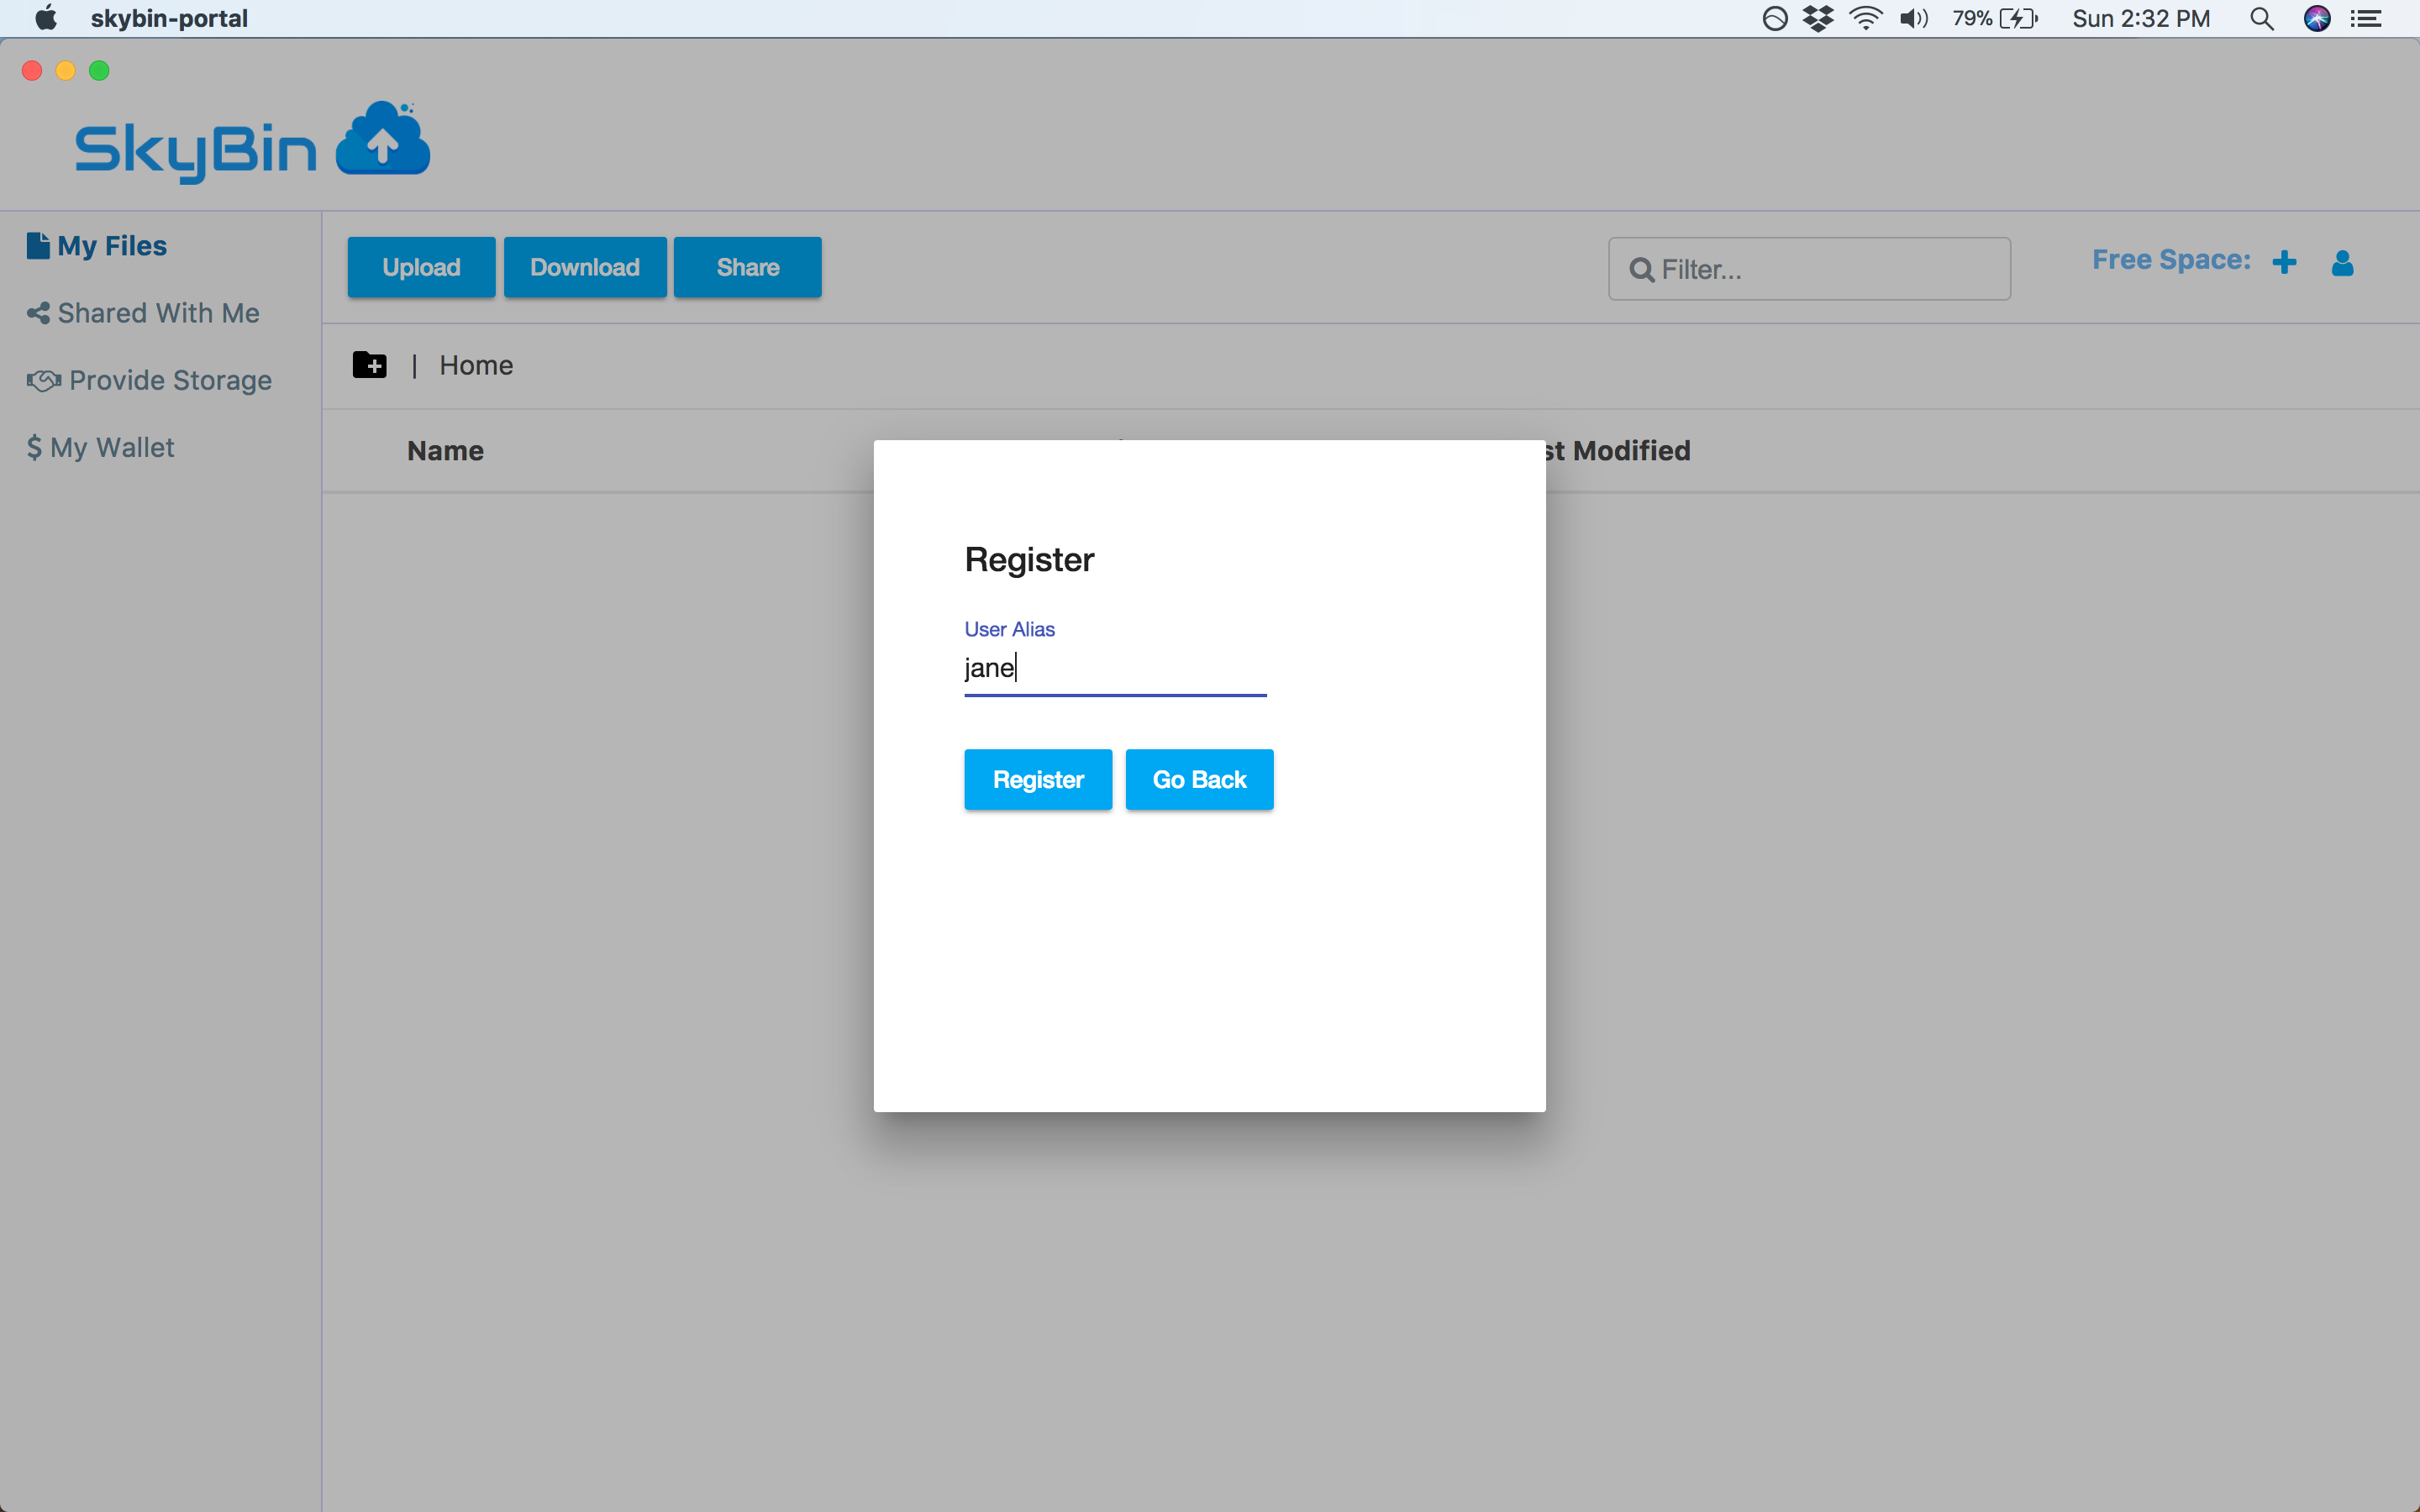 skybin-portal
79%
Sun 2:32 PM
SkyBin
My Files
Shared With Me
Provide Storage
$ My Wallet
Upload
Download
Share
Filter...
Free Space:
| Home
Name
st Modified
Register
User Alias
jane
Register
Go Back